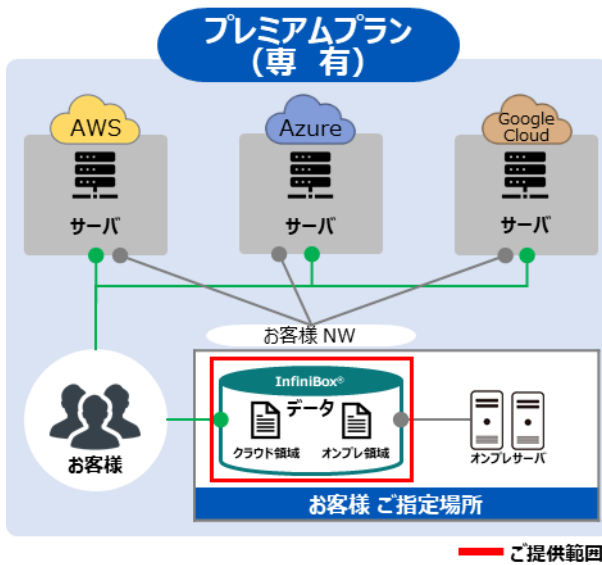 プレミアムプラン
(専 有)
AWS
Azure
Google
Cloud
サーバ
サーバ
サーバ
お客様 NW
InfiniBox®
データ
クラウド領域
オンプレ領域
お客様
オンプレサーバ
お客様 ご指定場所
ご提供範囲